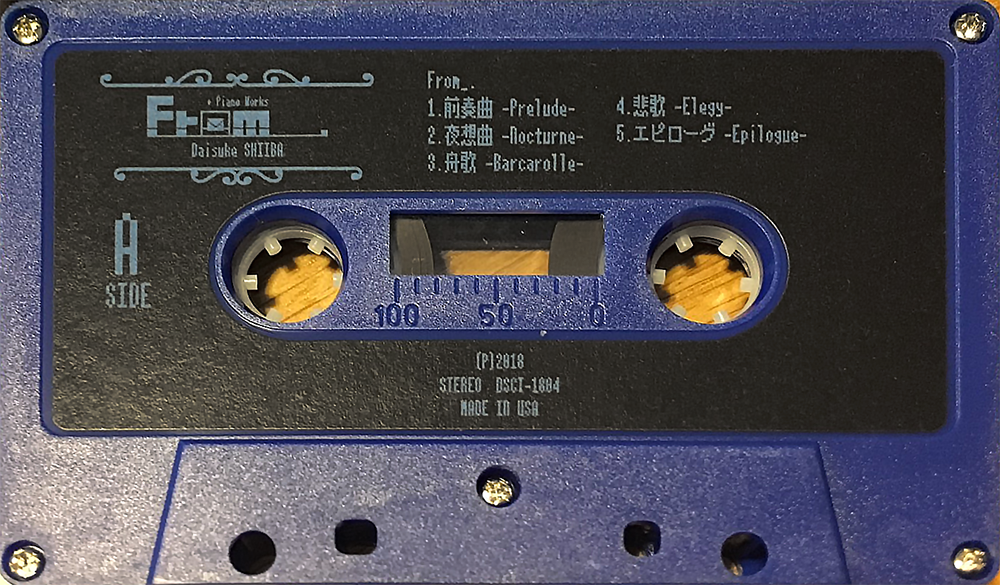 + Piano Works
From
Daisuke SHIIBA
From_.
1.前奏曲 -Prelude-
2.夜想曲 -Nocturne-
3.舟歌 -Barcarolle-
4.悲歌 -Elegy-
5.エピローグ -Epilogue-
A
SIDE
100 50 0
(P)2018
STEREO DSCT-1804
MADE IN USA